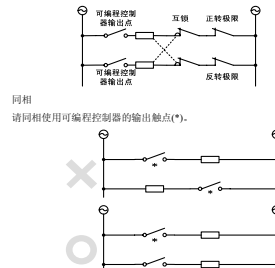 可编程控制
器输出点
互锁
正转极限
可编程控制
器输出点
反转极限
同相
请同相使用可编程控制器的输出触点(*)。
*
*
*